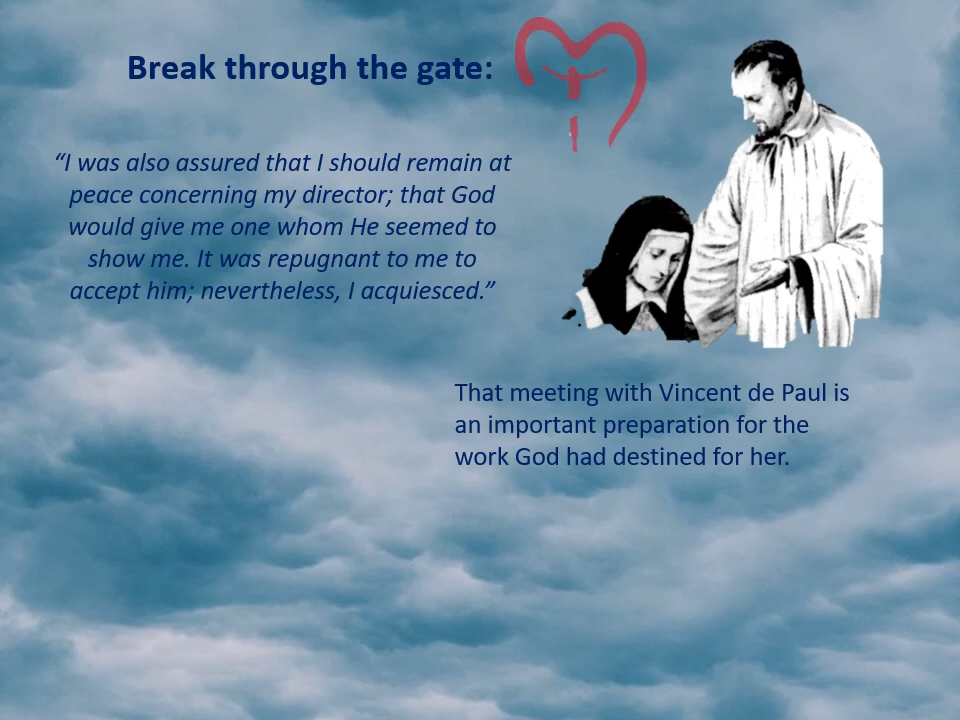 Break through the gate:
“I was also assured that I should remain at
peace concerning my director; that God
would give me one whom He seemed to
show me. It was repugnant to me to
accept him; nevertheless, I acquiesced.”
That meeting with Vincent de Paul is
an important preparation for the
work God had destined for her.